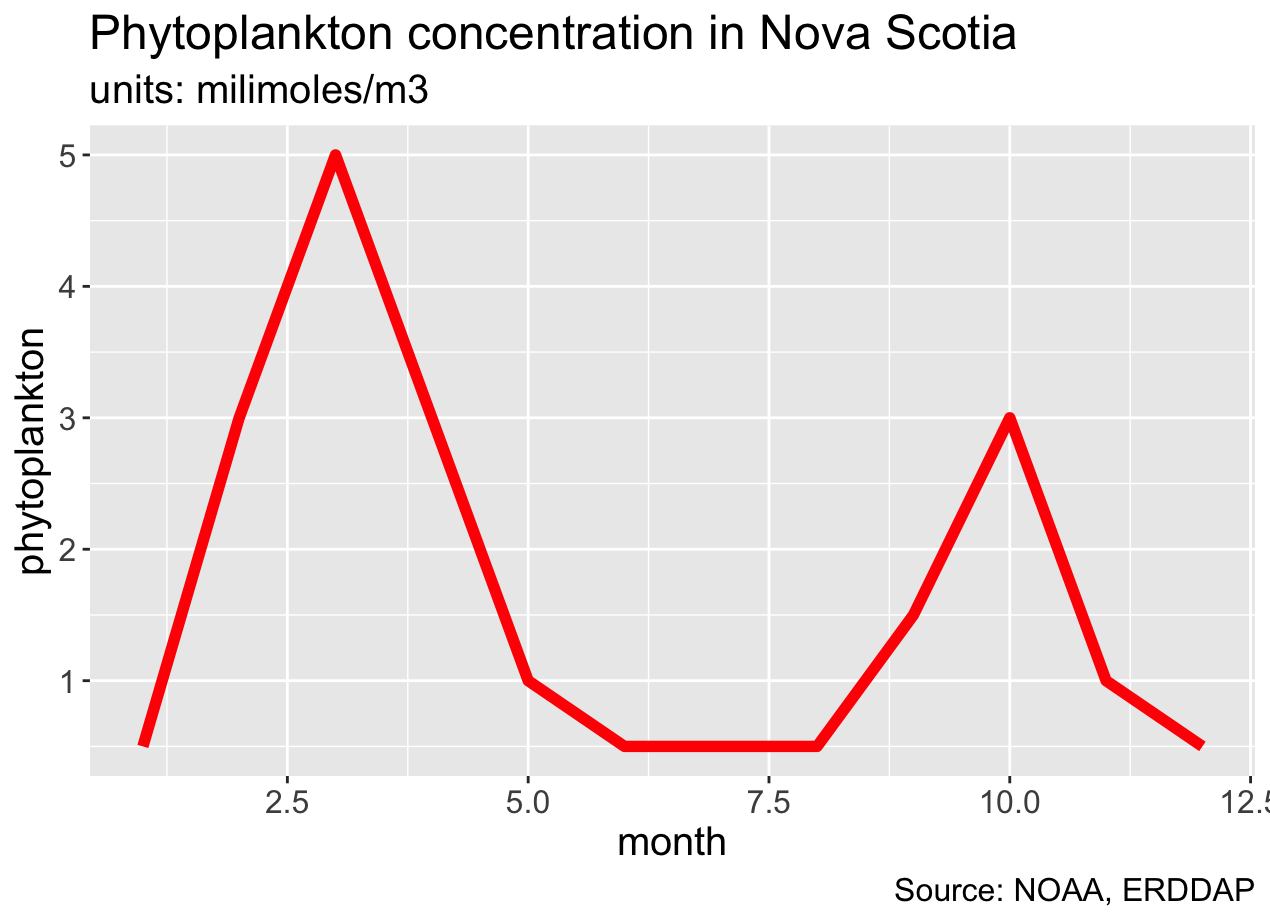 Phytoplankton concentration in Nova Scotia
units: milimoles/m3
5
4
3
2
1
phytoplankton
2.5 5.0 7.5 10.0 12.5
month
Source: NOAA, ERDDAP